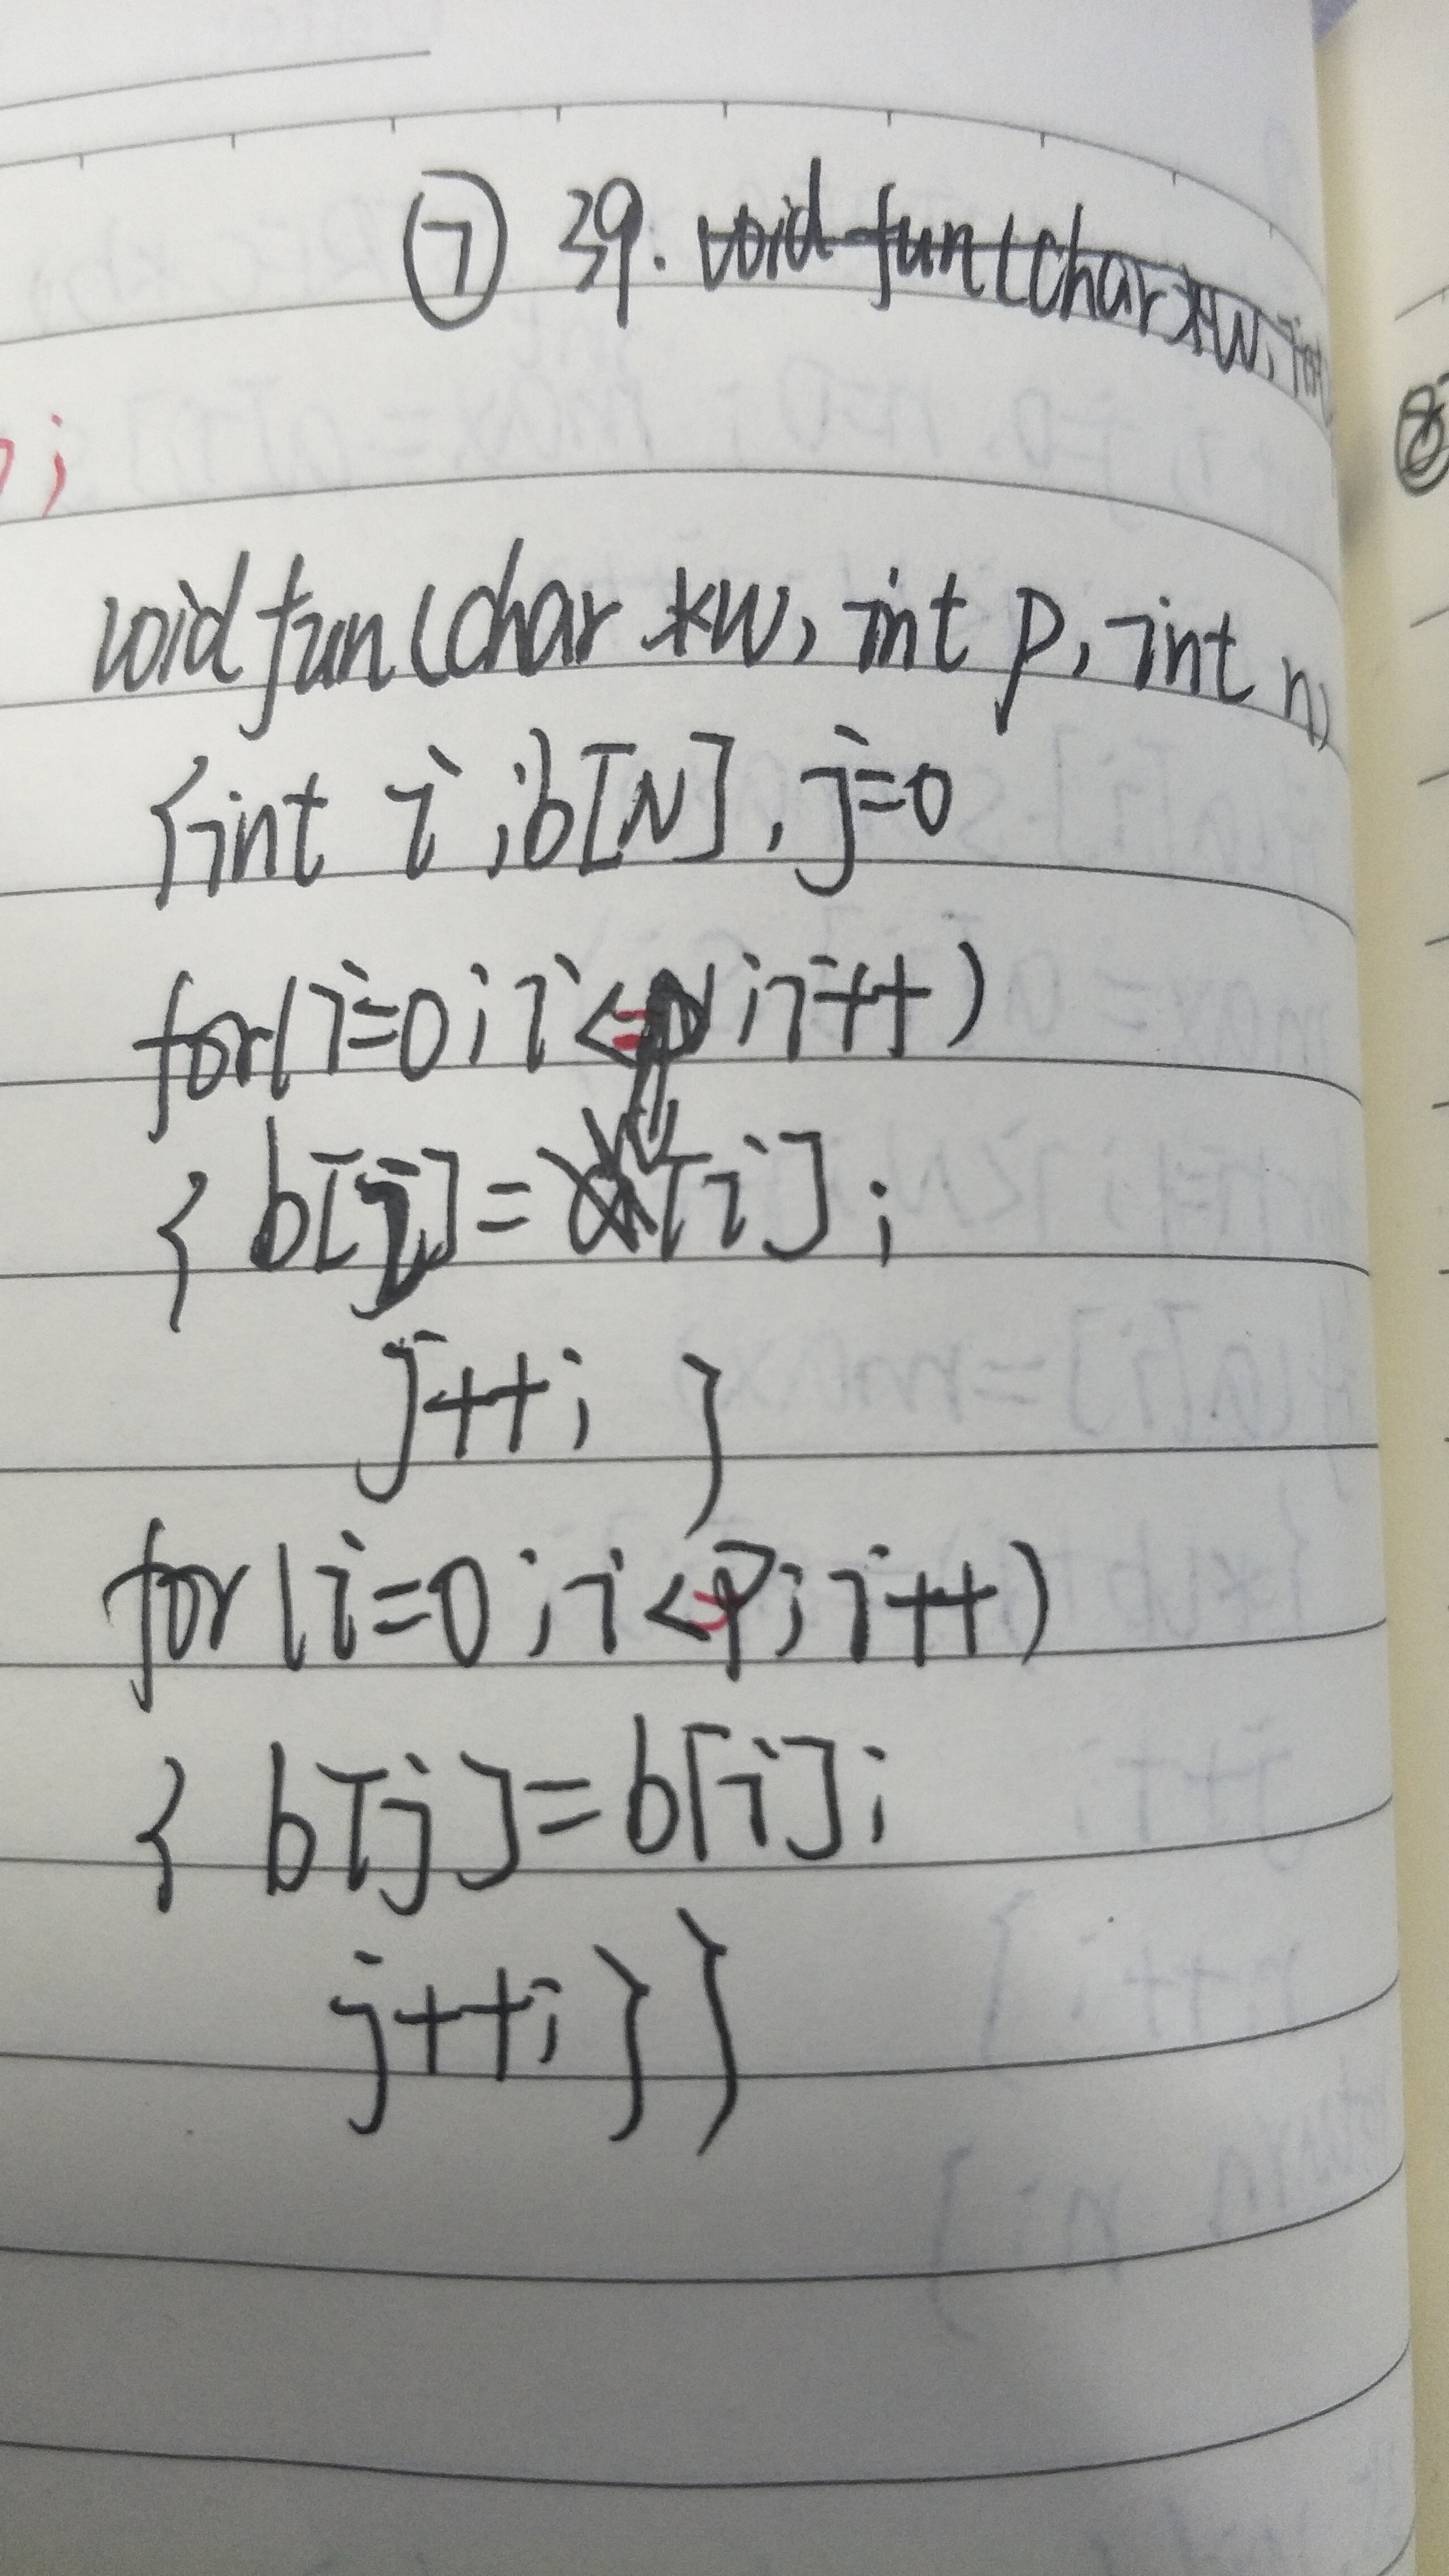 ⑦ 39. void fun(char *w, int
;
void fun(char *w, int p, int n)
{int i, b[N], j=0
for(i=0; i<= ; i++)
{ b[j]=w[i];
j++; }
for(i=0; i<=p; i++)
{ b[j]=b[i];
j++; } }